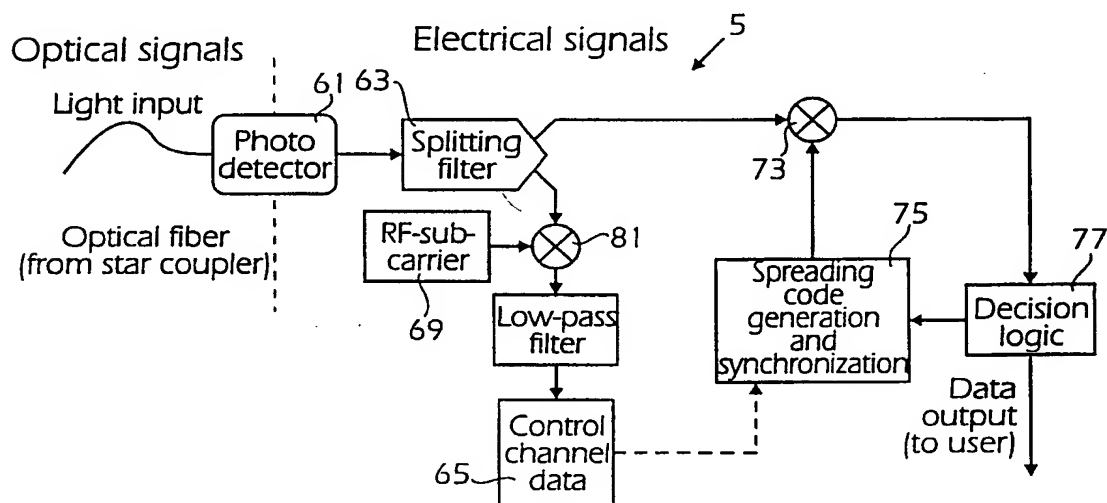 Optical signals
Electrical signals
5
Light input
61
63
Photo
detector
Splitting
filter
73
Optical fiber
(from star coupler)
RF-sub-
carrier
69
81
75
77
Low-pass
filter
Spreading
code
generation
and
synchronization
Decision
logic
Control
channel
data
65
Data
output
(to user)